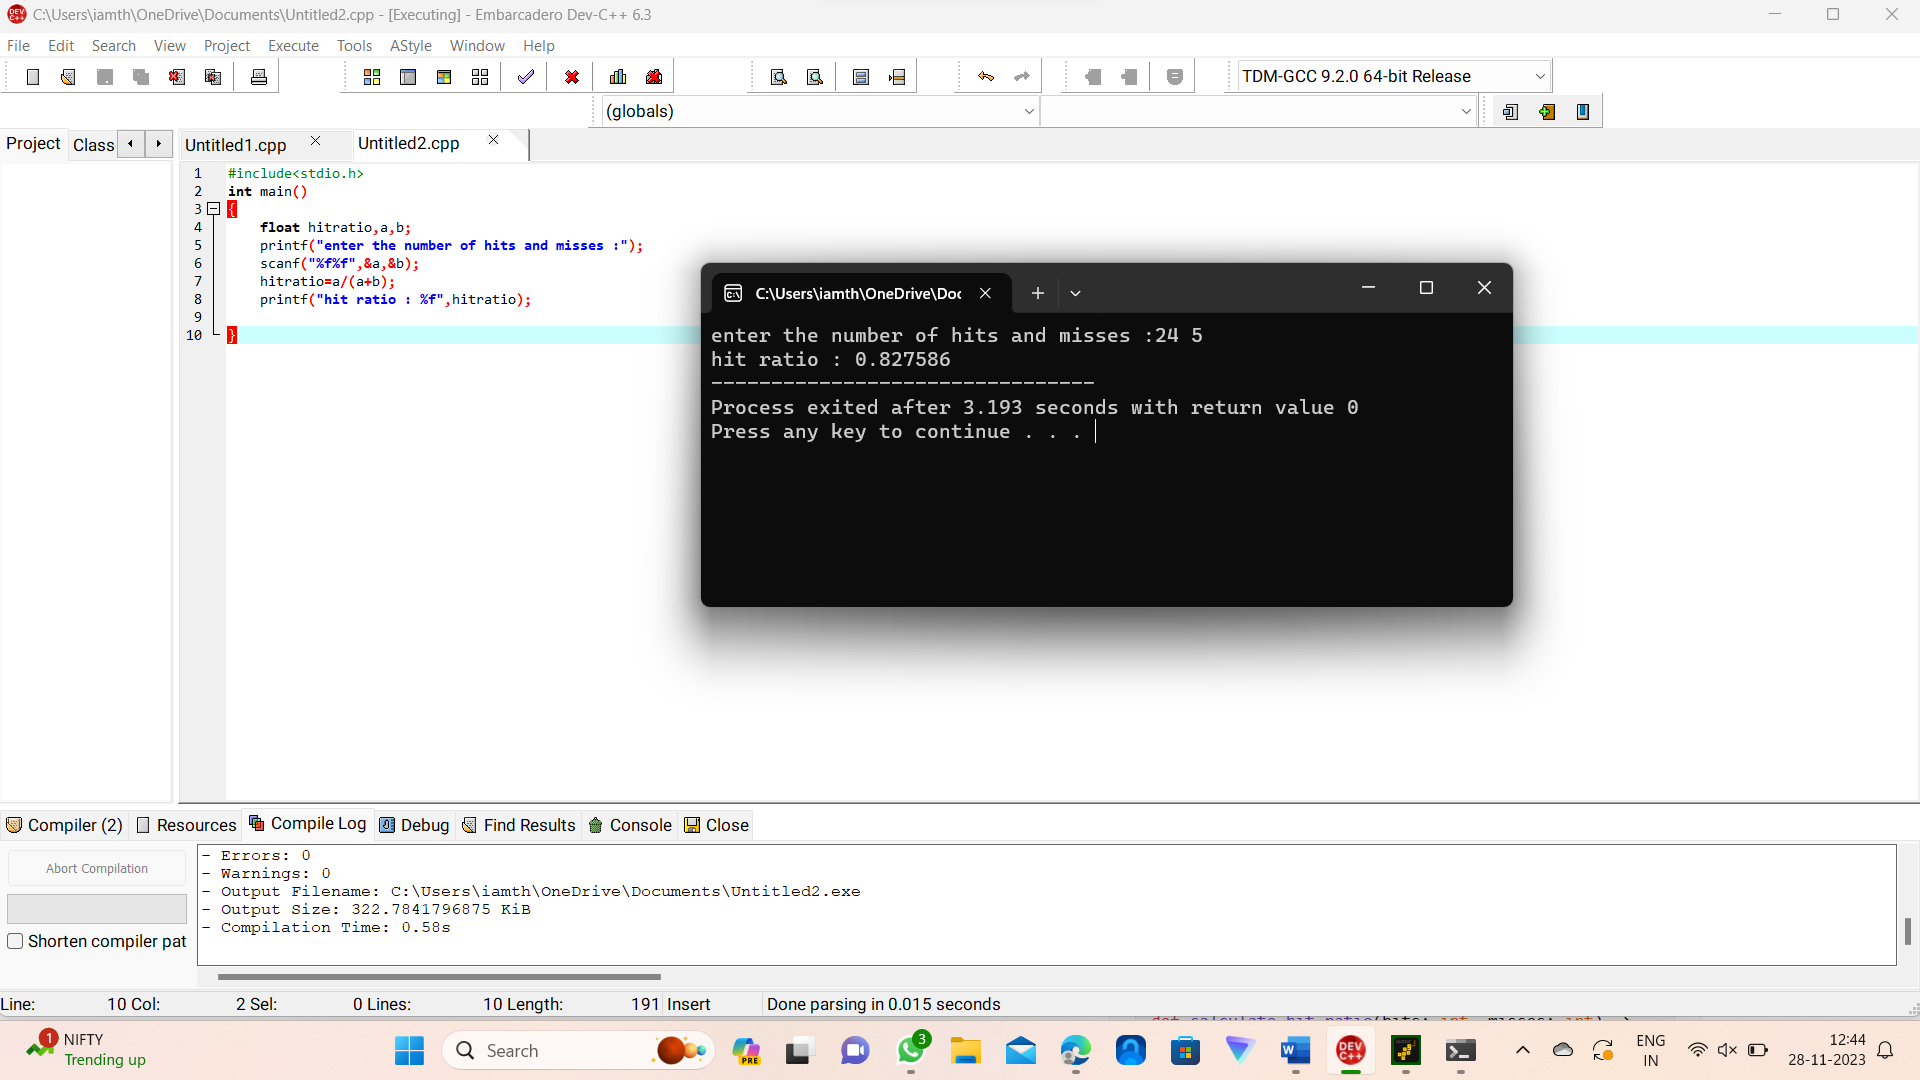 C:\Users\iamth\OneDrive\Documents\Untitled2.cpp - [Executing] - Embarcadero Dev-C++ 6.3
File Edit Search View Project Execute Tools AStyle Window Help
TDM-GCC 9.2.0 64-bit Release
(globals)
Project Class Untitled1.cpp Untitled2.cpp
1 #include<stdio.h>
2 int main()
3 {
4 float hitratio,a,b;
5 printf("enter the number of hits and misses :");
6 scanf("%f%f",&a,&b);
7 hitratio=a/(a+b);
8 printf("hit ratio : %f",hitratio);
9
10 }
C:\Users\iamth\OneDrive\Doc
enter the number of hits and misses :24 5
hit ratio : 0.827586
--------------------------------
Process exited after 3.193 seconds with return value 0
Press any key to continue . . .
Compiler (2) Resources Compile Log Debug Find Results Console Close
Abort Compilation
Shorten compiler pat
- Errors: 0
- Warnings: 0
- Output Filename: C:\Users\iamth\OneDrive\Documents\Untitled2.exe
- Output Size: 322.7841796875 KiB
- Compilation Time: 0.58s
Line: 10 Col: 2 Sel: 0 Lines: 10 Length: 191 Insert Done parsing in 0.015 seconds
1
NIFTY
Trending up
Search
PRE
3
W
DEV C++
ENG
IN
12:44
28-11-2023